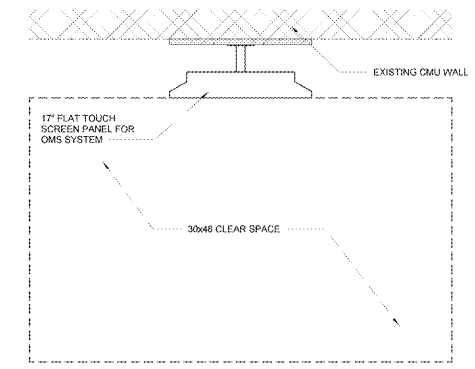 EXISTING CMU WALL
17" FLAT TOUCH
SCREEN PANEL FOR
OMS SYSTEM
30x48 CLEAR SPACE